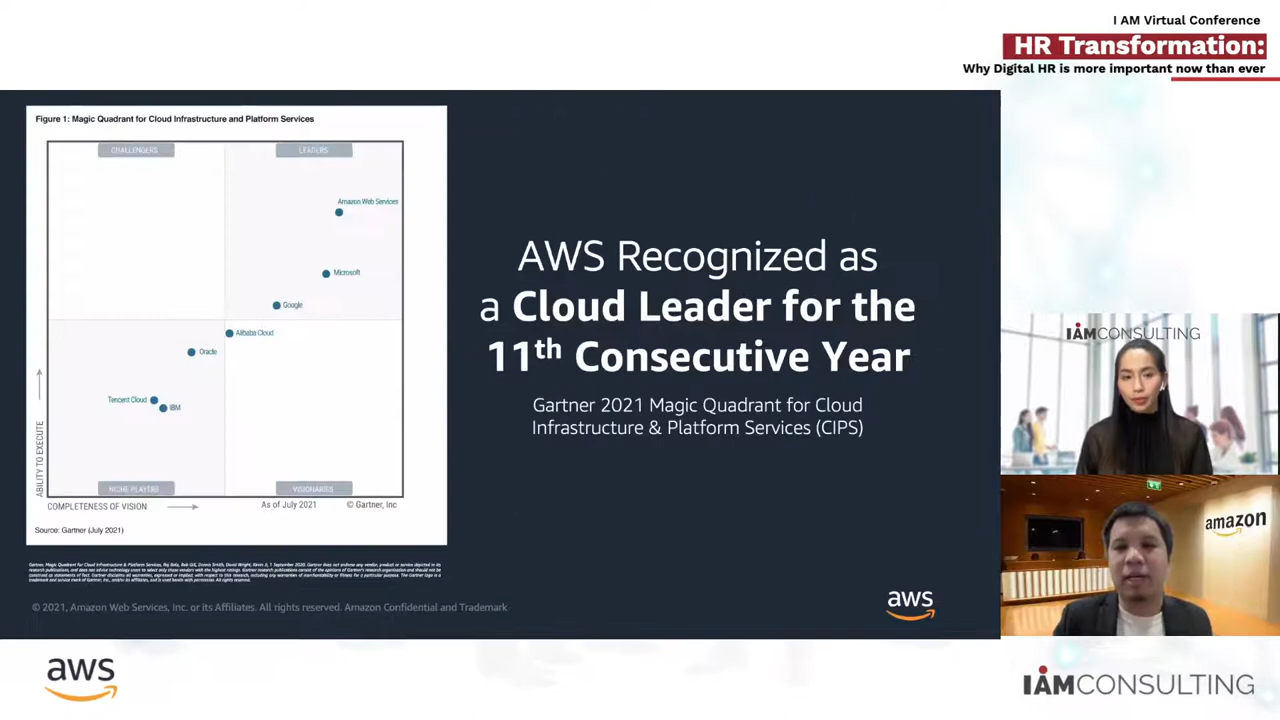 I AM Virtual Conference
HR Transformation:
Why Digital HR is more important now than ever
Figure 1: Magic Quadrant for Cloud Infrastructure and Platform Services
CHALLENGERS
LEADERS
Amazon Web Services
Microsoft
Google
Alibaba Cloud
Oracle
Tencent Cloud
IBM
ABILITY TO EXECUTE
NICHE PLAYERS
VISIONARIES
COMPLETENESS OF VISION
As of July 2021
© Gartner, Inc
Source: Gartner (July 2021)
AWS Recognized as
a Cloud Leader for the
11th Consecutive Year
Gartner 2021 Magic Quadrant for Cloud
Infrastructure & Platform Services (CIPS)
© 2021, Amazon Web Services, Inc. or its Affiliates. All rights reserved. Amazon Confidential and Trademark
aws
IAMCONSULTING
amazon
aws
IAMCONSULTING